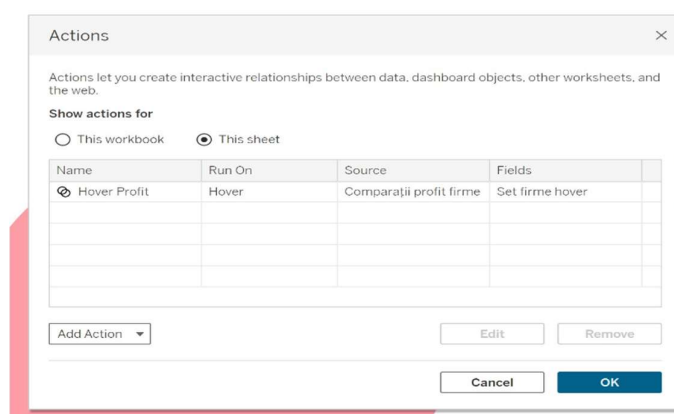 Actions
Actions let you create interactive relationships between data, dashboard objects, other worksheets, and
the web.
Show actions for
This workbook This sheet
Name Run On Source Fields
Hover Profit Hover Comparații profit firme Set firme hover
Add Action Edit Remove
Cancel OK